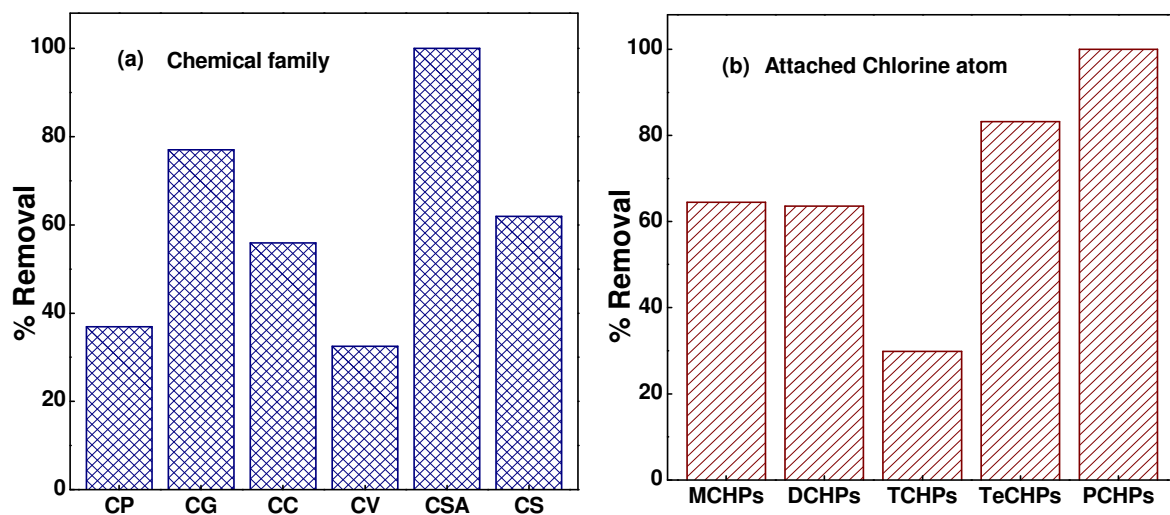 (a) Chemical family
% Removal
100
80
60
40
20
0
CP CG CC CV CSA CS
(b) Attached Chlorine atom
% Removal
100
80
60
40
20
0
MCHPs DCHPs TCHPs TeCHPs PCHPs